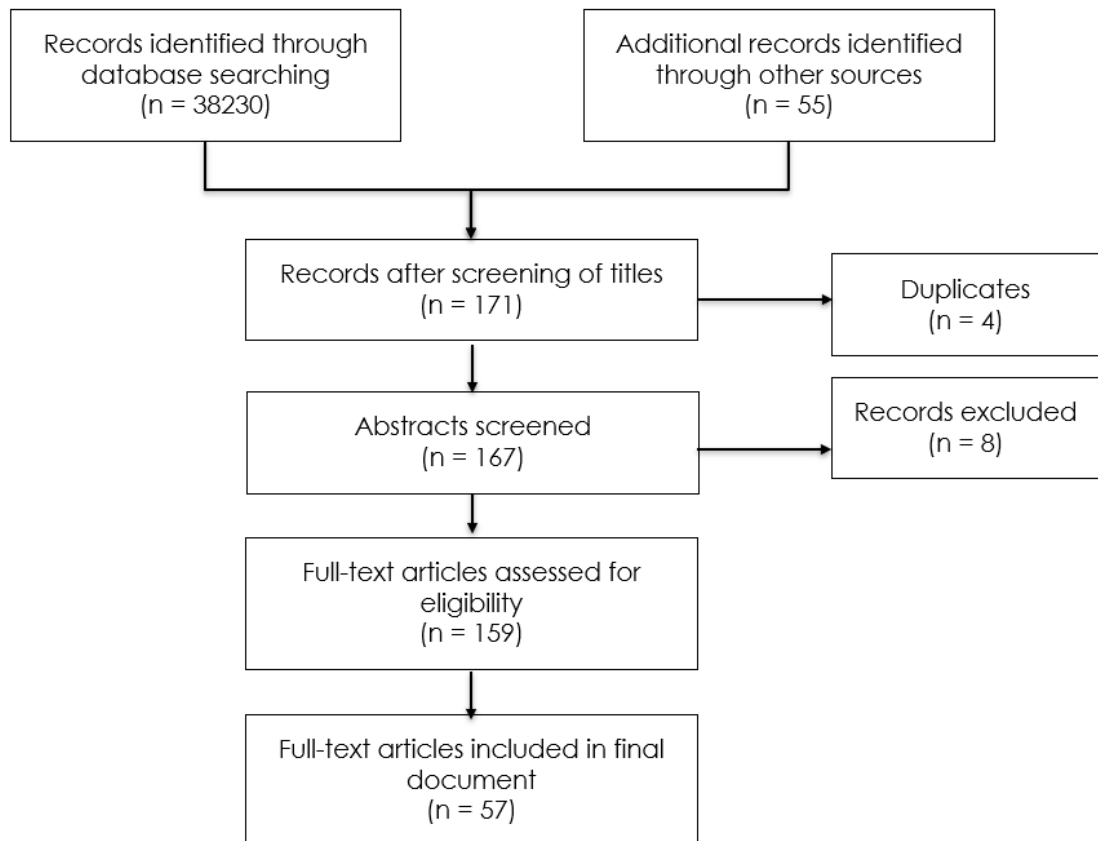 Records identified through
database searching
(n = 38230)
Additional records identified
through other sources
(n = 55)
Records after screening of titles
(n = 171)
Duplicates
(n = 4)
Abstracts screened
(n = 167)
Records excluded
(n = 8)
Full-text articles assessed for
eligibility
(n = 159)
Full-text articles included in final
document
(n = 57)